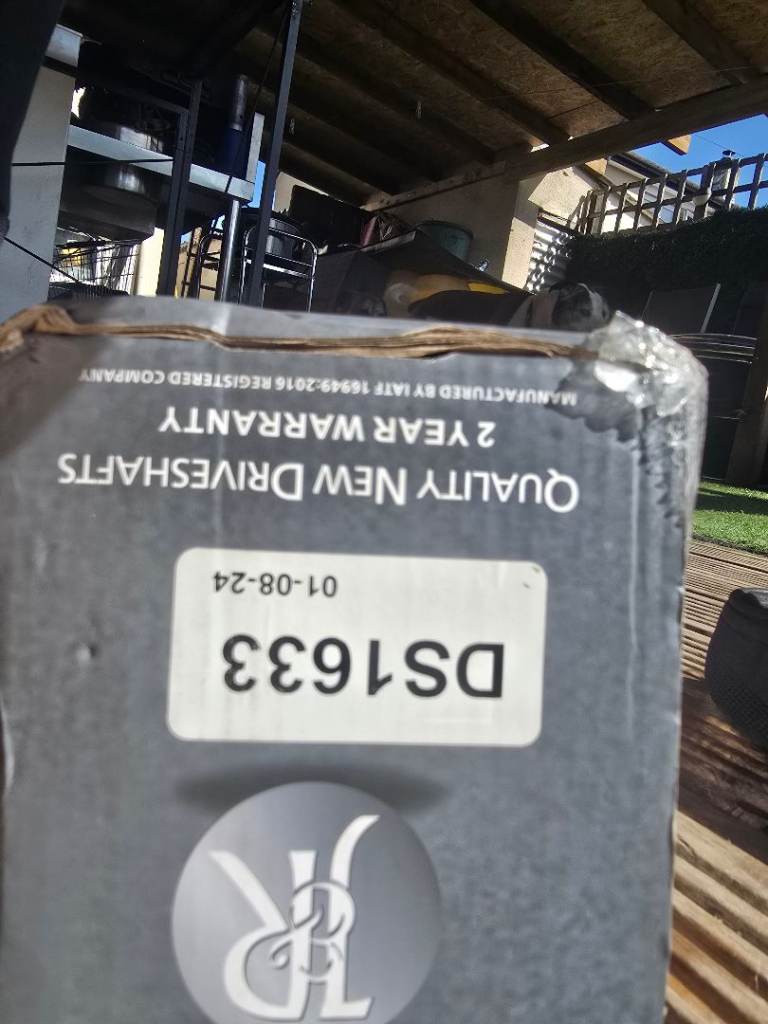 J&R
DS1633
01-08-24
QUALITY NEW DRIVESHAFTS
2 YEAR WARRANTY
MANUFACTURED BY IATF 16949:2016 REGISTERED COMPANY